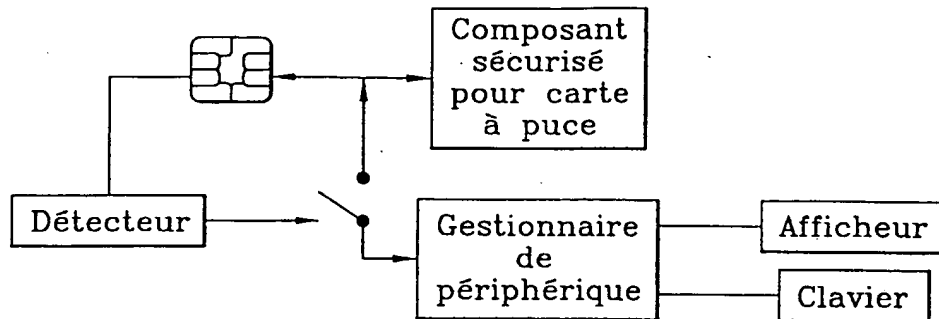 Composant
sécurisé
pour carte
à puce
Détecteur
Gestionnaire
de
périphérique
Afficheur
Clavier